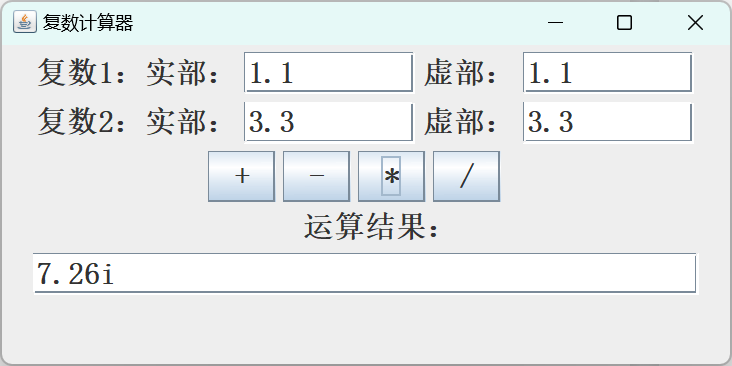 复数计算器
复数1：实部： 1.1 虚部： 1.1
复数2：实部： 3.3 虚部： 3.3
+ - * /
运算结果：
7.26i